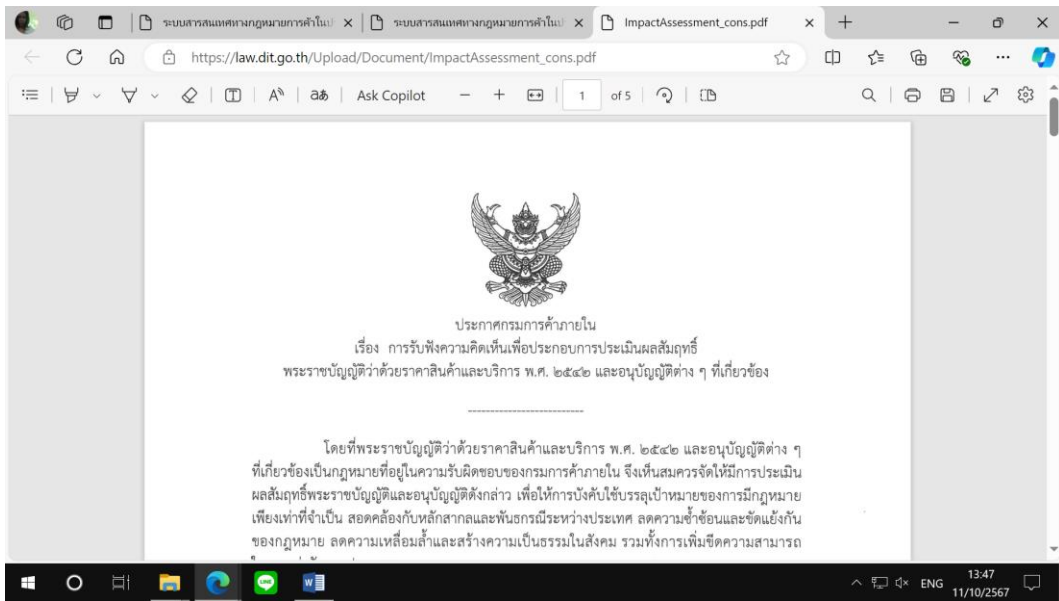 ระบบสารสนเทศทางกฎหมายการค้าในป
ระบบสารสนเทศทางกฎหมายการค้าในป
ImpactAssessment_cons.pdf
https://law.dit.go.th/Upload/Document/ImpactAssessment_cons.pdf
Ask Copilot
1 of 5
ประกาศกรมการค้าภายใน
เรื่อง การรับฟังความคิดเห็นเพื่อประกอบการประเมินผลสัมฤทธิ์
พระราชบัญญัติว่าด้วยราคาสินค้าและบริการ พ.ศ. ๒๕๔๒ และอนุบัญญัติต่าง ๆ ที่เกี่ยวข้อง
--------------------------
โดยที่พระราชบัญญัติว่าด้วยราคาสินค้าและบริการ พ.ศ. ๒๕๔๒ และอนุบัญญัติต่าง ๆ
ที่เกี่ยวข้องเป็นกฎหมายที่อยู่ในความรับผิดชอบของกรมการค้าภายใน จึงเห็นสมควรจัดให้มีการประเมิน
ผลสัมฤทธิ์พระราชบัญญัติและอนุบัญญัติดังกล่าว เพื่อให้การบังคับใช้บรรลุเป้าหมายของการมีกฎหมาย
เพียงเท่าที่จำเป็น สอดคล้องกับหลักสากลและพันธกรณีระหว่างประเทศ ลดความซ้ำซ้อนและขัดแย้งกัน
ของกฎหมาย ลดความเหลื่อมล้ำและสร้างความเป็นธรรมในสังคม รวมทั้งการเพิ่มขีดความสามารถ
ENG
13:47
11/10/2567